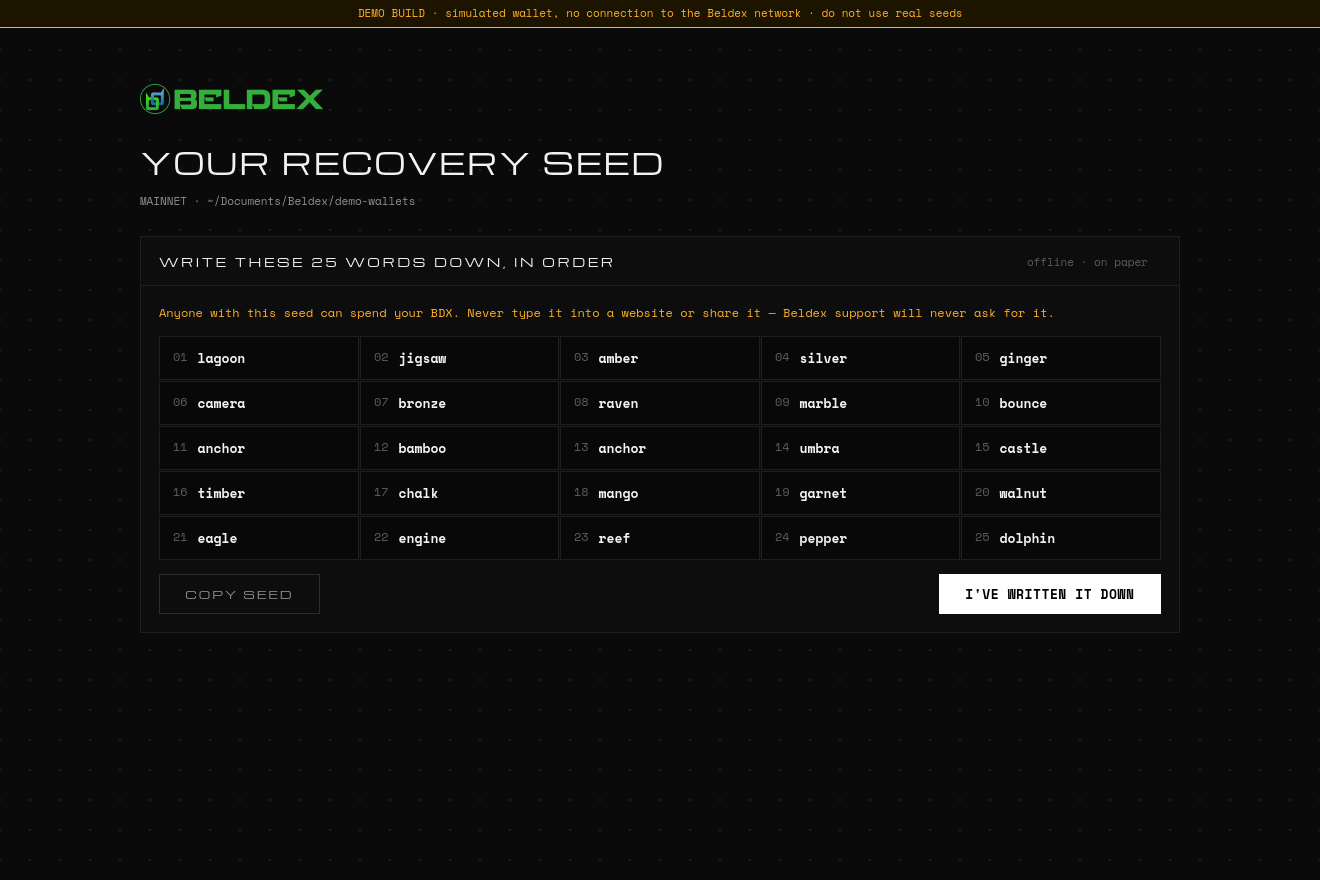 DEMO BUILD · simulated wallet, no connection to the Beldex network · do not use real seeds
BELDEX
YOUR RECOVERY SEED
MAINNET · ~/Documents/Beldex/demo-wallets
WRITE THESE 25 WORDS DOWN, IN ORDER
offline · on paper
Anyone with this seed can spend your BDX. Never type it into a website or share it — Beldex support will never ask for it.
01 lagoon 02 jigsaw 03 amber 04 silver 05 ginger
06 camera 07 bronze 08 raven 09 marble 10 bounce
11 anchor 12 bamboo 13 anchor 14 umbra 15 castle
16 timber 17 chalk 18 mango 19 garnet 20 walnut
21 eagle 22 engine 23 reef 24 pepper 25 dolphin
COPY SEED
I'VE WRITTEN IT DOWN